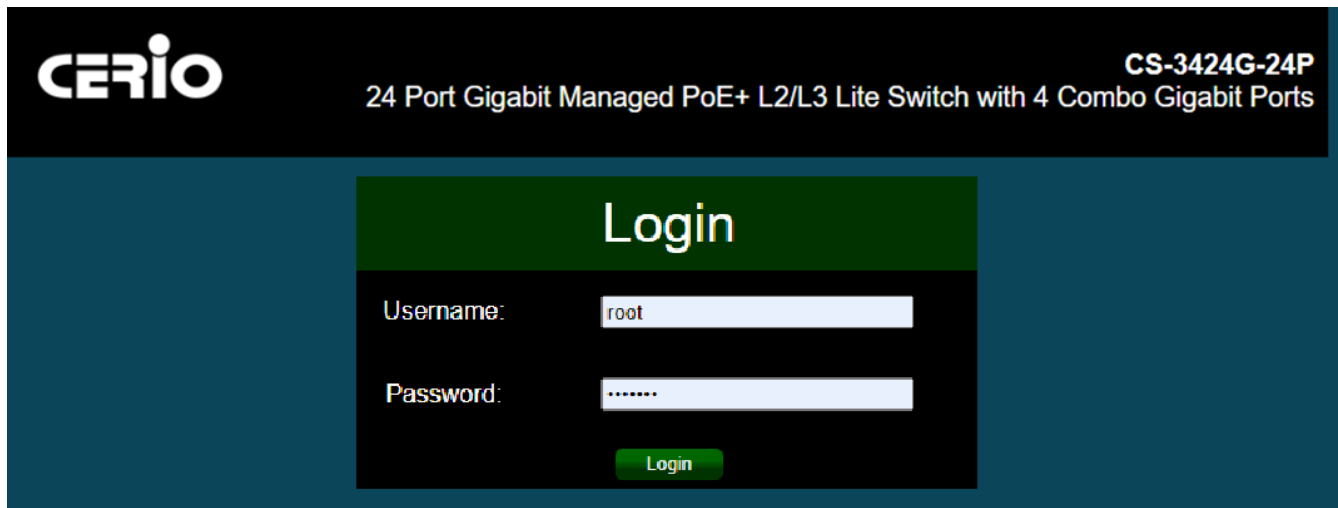 CERIO
CS-3424G-24P
24 Port Gigabit Managed PoE+ L2/L3 Lite Switch with 4 Combo Gigabit Ports
Login
Username: root
Password: •••••••
Login